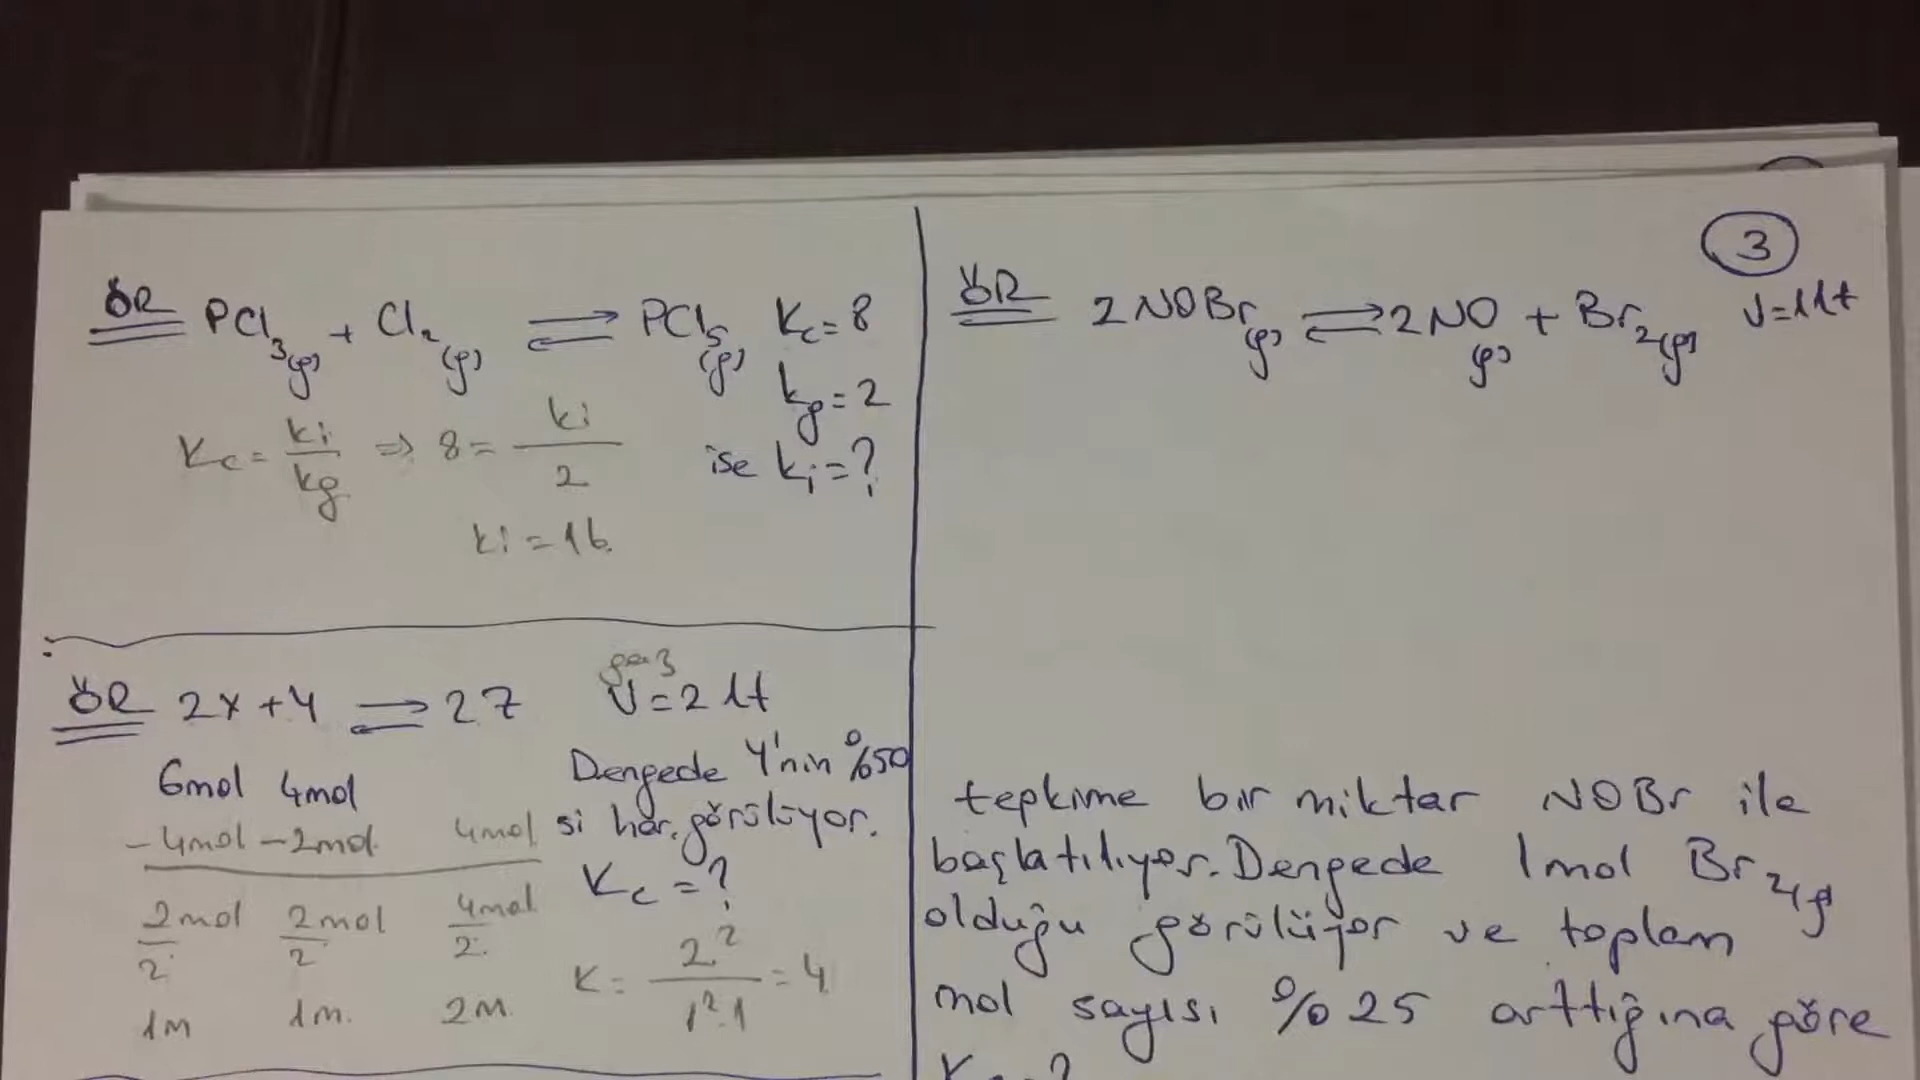 ÖR PCl3(g) + Cl2(g) ⇌ PCl5(g) Kc=8
kg=2
ise ki=?
Kc= ki/kg ⇒ 8= ki/2
ki=16
ÖR 2X+Y ⇌ 2Z V=2 lt
6mol 4mol
-4mol -2mol 4mol
2mol/2 2mol/2 4mol/2
1M 1M. 2M.
Dengede Y'nin %50
si har. görülüyor.
Kc=?
K= 2²/1².1 =4
3
ÖR 2NOBr(g) ⇌ 2NO(g) + Br2(g) V=1lt
tepkime bir miktar NOBr ile
başlatılıyor. Dengede 1mol Br2(g)
olduğu görülüyor ve toplam
mol sayısı %25 arttığına göre
Kc=?